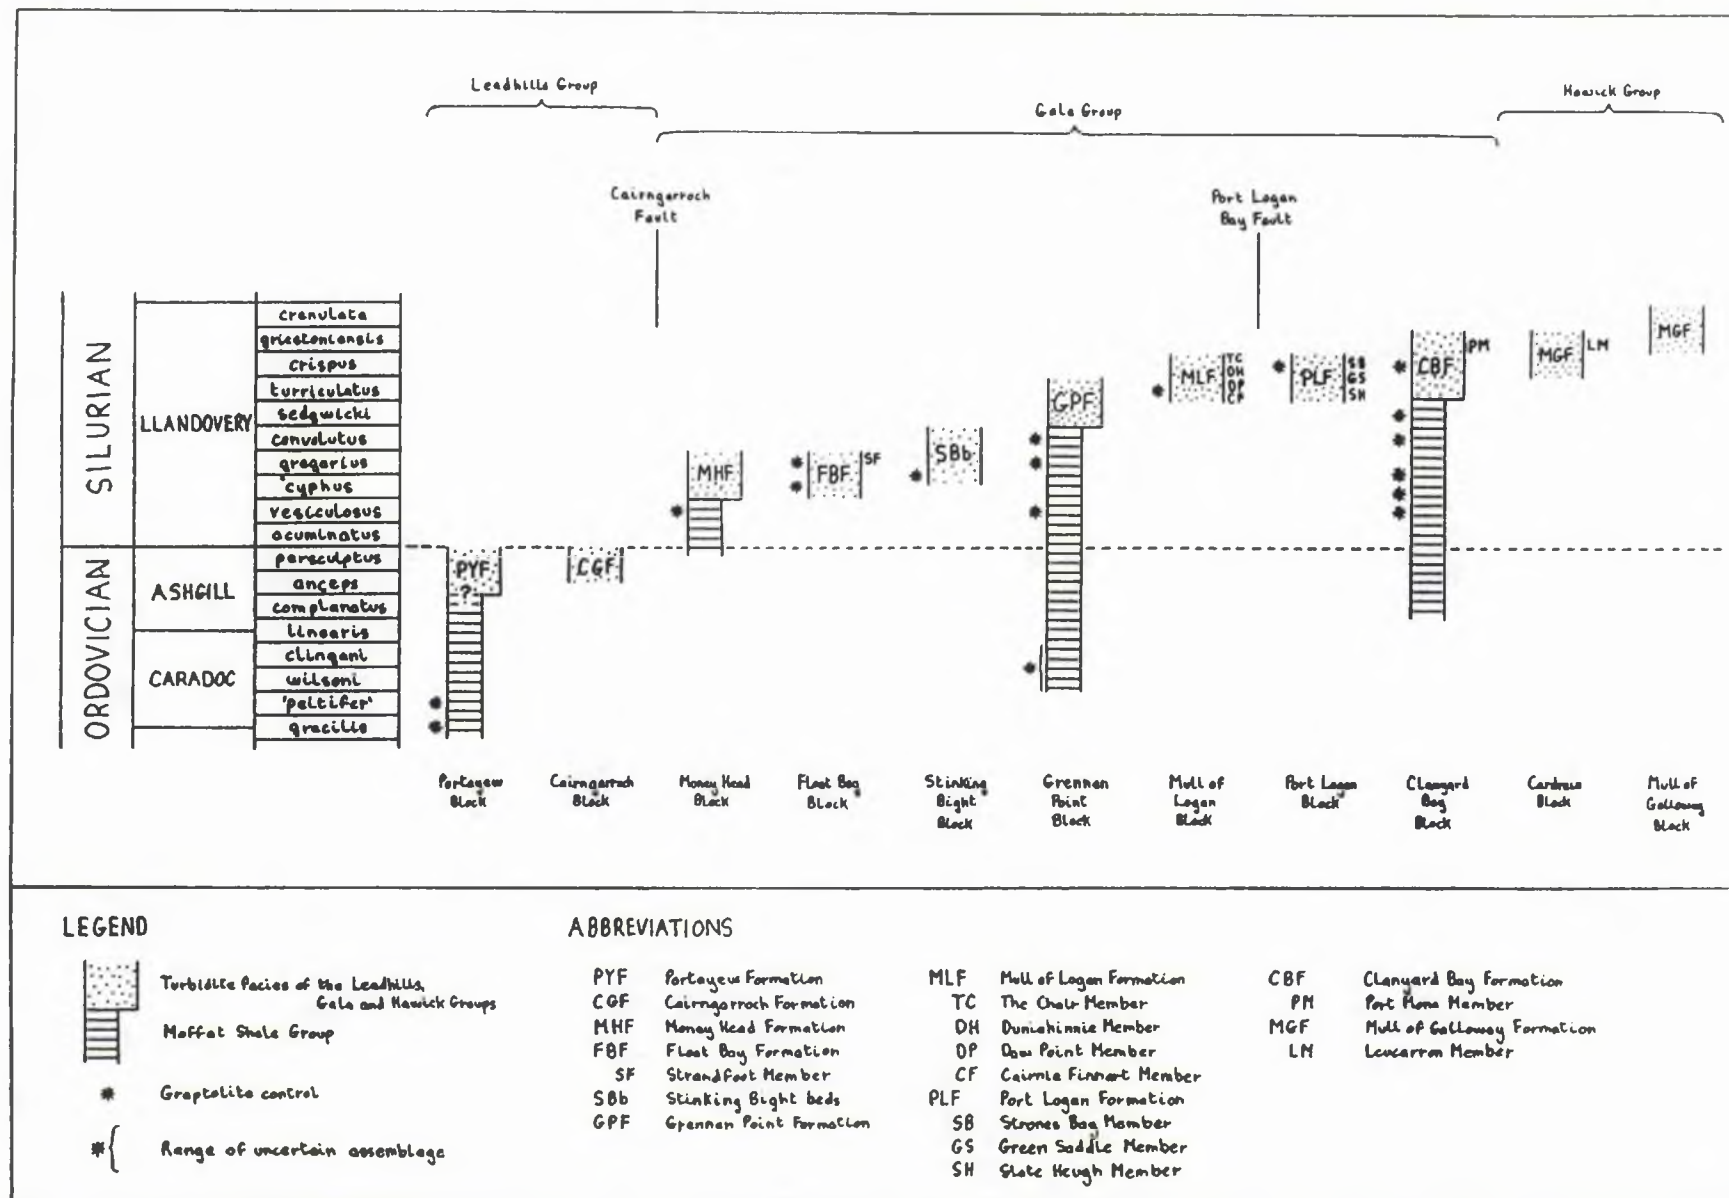 Leadhills Group
Gala Group
Hawick Group
Cairngarroch
Fault
Port Logan
Bay Fault
SILURIAN
ORDOVICIAN
LLANDOVERY
ASHGILL
CARADOC
crenulata
griestoniensis
crispus
turriculatus
sedgwicki
convolutus
gregarius
cyphus
vesiculosus
acuminatus
persculptus
anceps
complanatus
linearis
clingani
wilsoni
'peltifer'
gracilis
PYF
?
CGF
MHF
FBF
SF
SBb
GPF
MLF
TC
DH
DP
CF
PLF
SB
GS
SH
CBF
PM
MGF
LM
MGF
Portayew
Block
Cairngarroch
Block
Money Head
Block
Float Bay
Block
Stinking
Bight
Block
Grennan
Point
Block
Mull of
Logan
Block
Port Logan
Block
Clanyard
Bay
Block
Cardrain
Block
Mull of
Galloway
Block
LEGEND
Turbidite facies of the Leadhills,
Gala and Hawick Groups
Moffat Shale Group
Graptolite control
Range of uncertain assemblage
ABBREVIATIONS
PYF Portayew Formation
CGF Cairngarroch Formation
MHF Money Head Formation
FBF Float Bay Formation
SF Strandfoot Member
SBb Stinking Bight beds
GPF Grennan Point Formation
MLF Mull of Logan Formation
TC The Chair Member
DH Duniehinnie Member
DP Daw Point Member
CF Cairnie Finnart Member
PLF Port Logan Formation
SB Strones Bay Member
GS Green Saddle Member
SH Slate Heugh Member
CBF Clanyard Bay Formation
PM Port Mona Member
MGF Mull of Galloway Formation
LM Leucarron Member